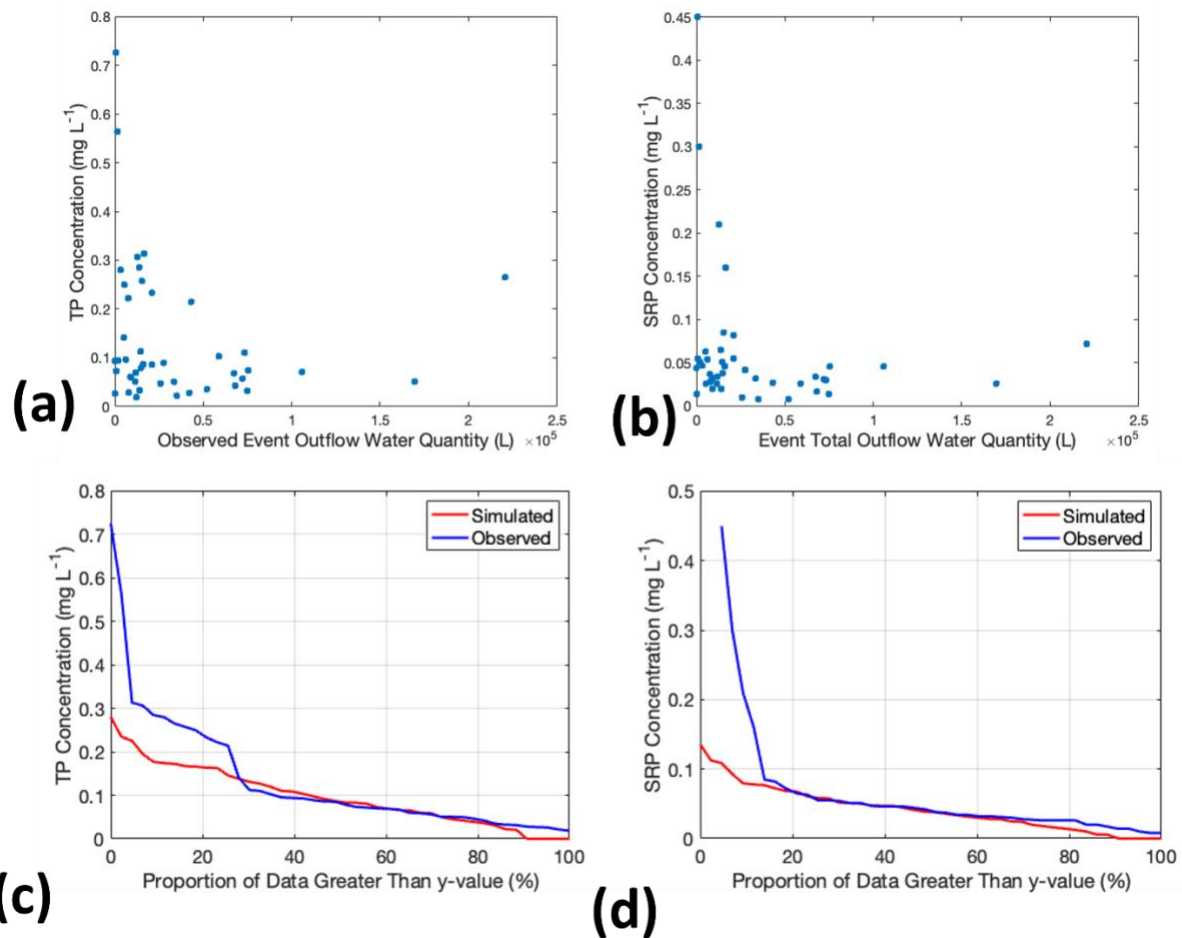 0.8
0.7
0.6
0.5
0.4
0.3
0.2
0.1
0
0 0.5 1 1.5 2 2.5
×10⁵
TP Concentration (mg L⁻¹)
Observed Event Outflow Water Quantity (L)
(a)
0.45
0.4
0.35
0.3
0.25
0.2
0.15
0.1
0.05
0
0 0.5 1 1.5 2 2.5
×10⁵
SRP Concentration (mg L⁻¹)
Event Total Outflow Water Quantity (L)
(b)
0.8
0.7
0.6
0.5
0.4
0.3
0.2
0.1
0
0 20 40 60 80 100
TP Concentration (mg L⁻¹)
Proportion of Data Greater Than y-value (%)
Simulated
Observed
(c)
0.5
0.4
0.3
0.2
0.1
0
0 20 40 60 80 100
SRP Concentration (mg L⁻¹)
Proportion of Data Greater Than y-value (%)
Simulated
Observed
(d)